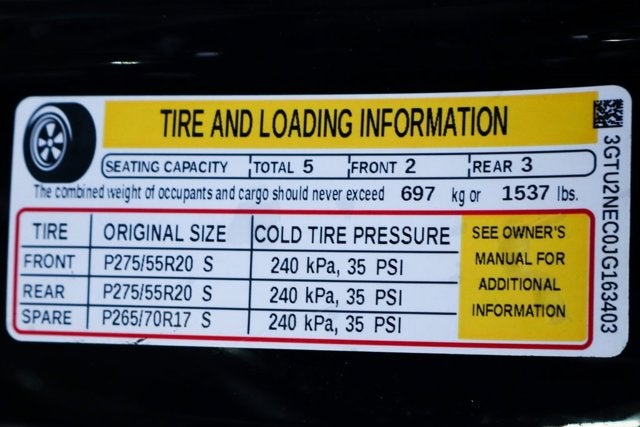 TIRE AND LOADING INFORMATION
SEATING CAPACITY TOTAL 5 FRONT 2 REAR 3
The combined weight of occupants and cargo should never exceed 697 kg or 1537 lbs.
TIRE ORIGINAL SIZE COLD TIRE PRESSURE
FRONT P275/55R20 S 240 kPa, 35 PSI
REAR P275/55R20 S 240 kPa, 35 PSI
SPARE P265/70R17 S 240 kPa, 35 PSI
SEE OWNER'S
MANUAL FOR
ADDITIONAL
INFORMATION
3GTU2NEC0JG163403